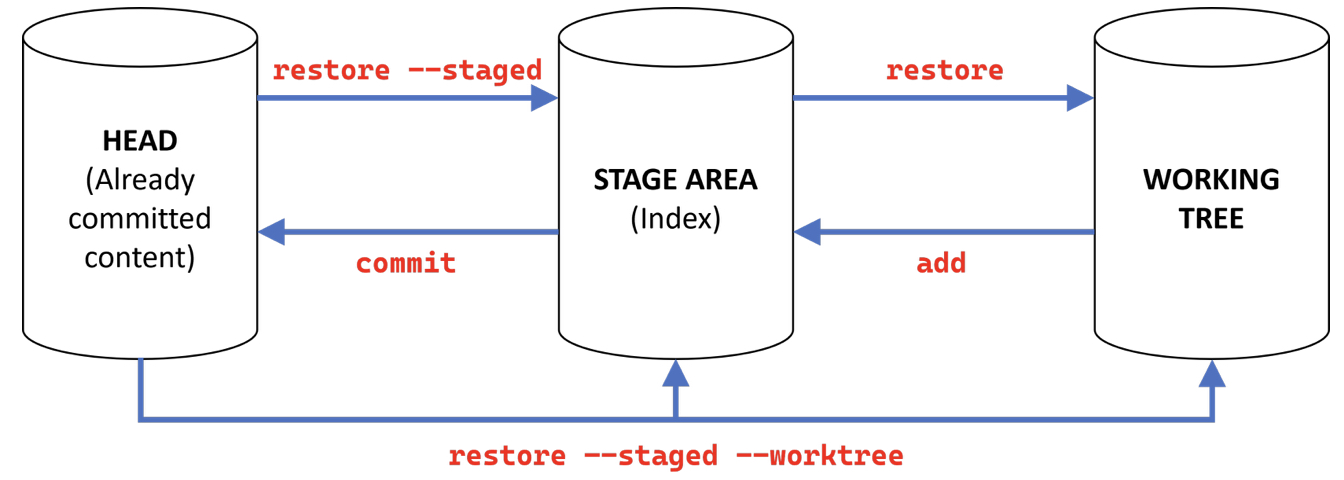 restore --staged
restore
HEAD
(Already
committed
content)
STAGE AREA
(Index)
WORKING
TREE
commit
add
restore --staged --worktree